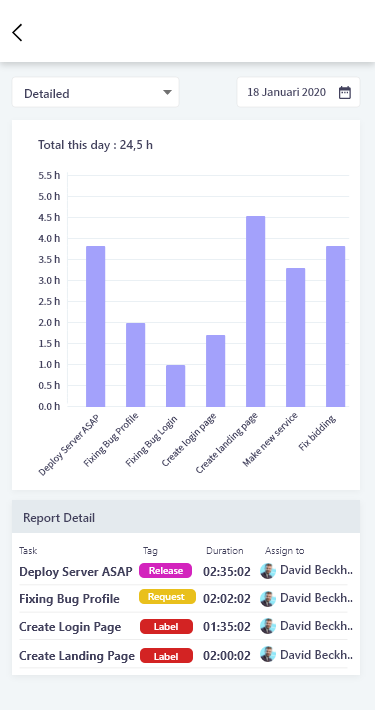 Detailed
18 Januari 2020
Total this day : 24,5 h
5.5 h
5.0 h
4.5 h
4.0 h
3.5 h
3.0 h
2.5 h
2.0 h
1.5 h
1.0 h
0.5 h
0.0 h
Deploy Server ASAP
Fixing Bug Profile
Fixing Bug Login
Create login page
Create landing page
Make new service
Fix bidding
Report Detail
Task Tag Duration Assign to
Deploy Server ASAP Release 02:35:02 David Beckh..
Fixing Bug Profile Request 02:02:02 David Beckh..
Create Login Page Label 01:35:02 David Beckh..
Create Landing Page Label 02:00:02 David Beckh..